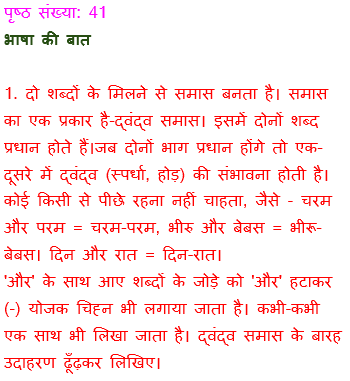 पृष्ठ संख्या: 41
भाषा की बात
1. दो शब्दों के मिलने से समास बनता है। समास
का एक प्रकार है-द्वंद्व समास। इसमें दोनों शब्द
प्रधान होते हैं।जब दोनों भाग प्रधान होंगे तो एक-
दूसरे में द्वंद्व (स्पर्धा, होड़) की संभावना होती है।
कोई किसी से पीछे रहना नहीं चाहता, जैसे - चरम
और परम = चरम-परम, भीरु और बेबस = भीरू-
बेबस। दिन और रात = दिन-रात।
'और' के साथ आए शब्दों के जोड़े को 'और' हटाकर
(-) योजक चिह्न भी लगाया जाता है। कभी-कभी
एक साथ भी लिखा जाता है। द्वंद्व समास के बारह
उदाहरण ढूँढ़कर लिखिए।